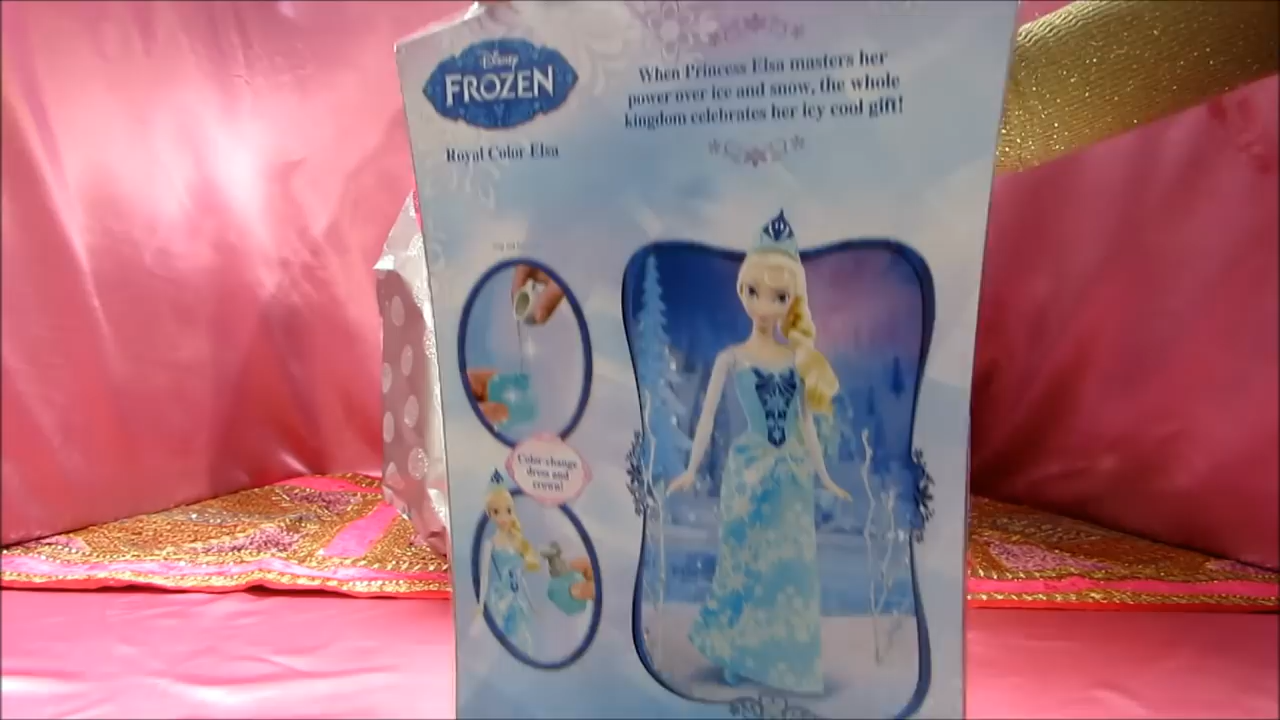 Disney
FROZEN
Royal Color Elsa
When Princess Elsa masters her
power over ice and snow, the whole
kingdom celebrates her icy cool gift!
Color-change
dress and
crown!